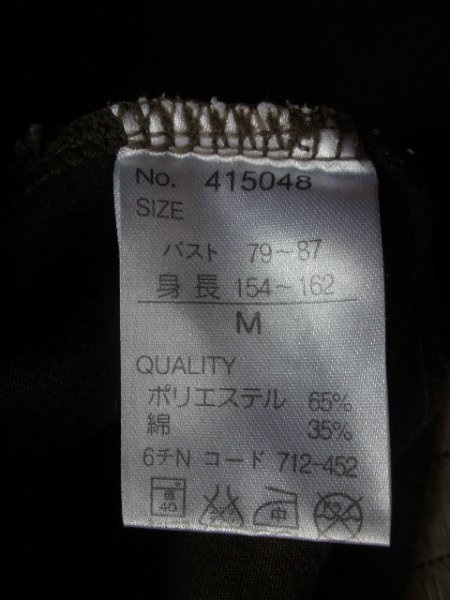 No. 415048
SIZE
バスト 79~87
身長 154~162
M
QUALITY
ポリエステル 65%
綿 35%
6チN コード 712-452
40